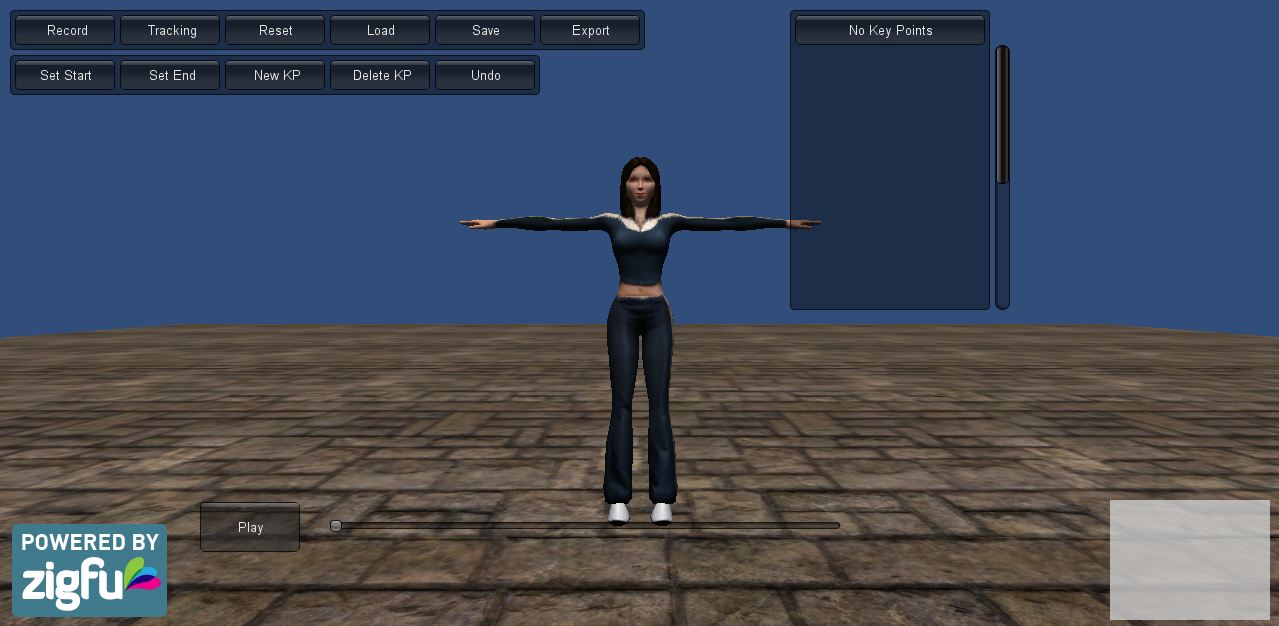 Record Tracking Reset Load Save Export
Set Start Set End New KP Delete KP Undo
No Key Points
Play
POWERED BY
zigfu